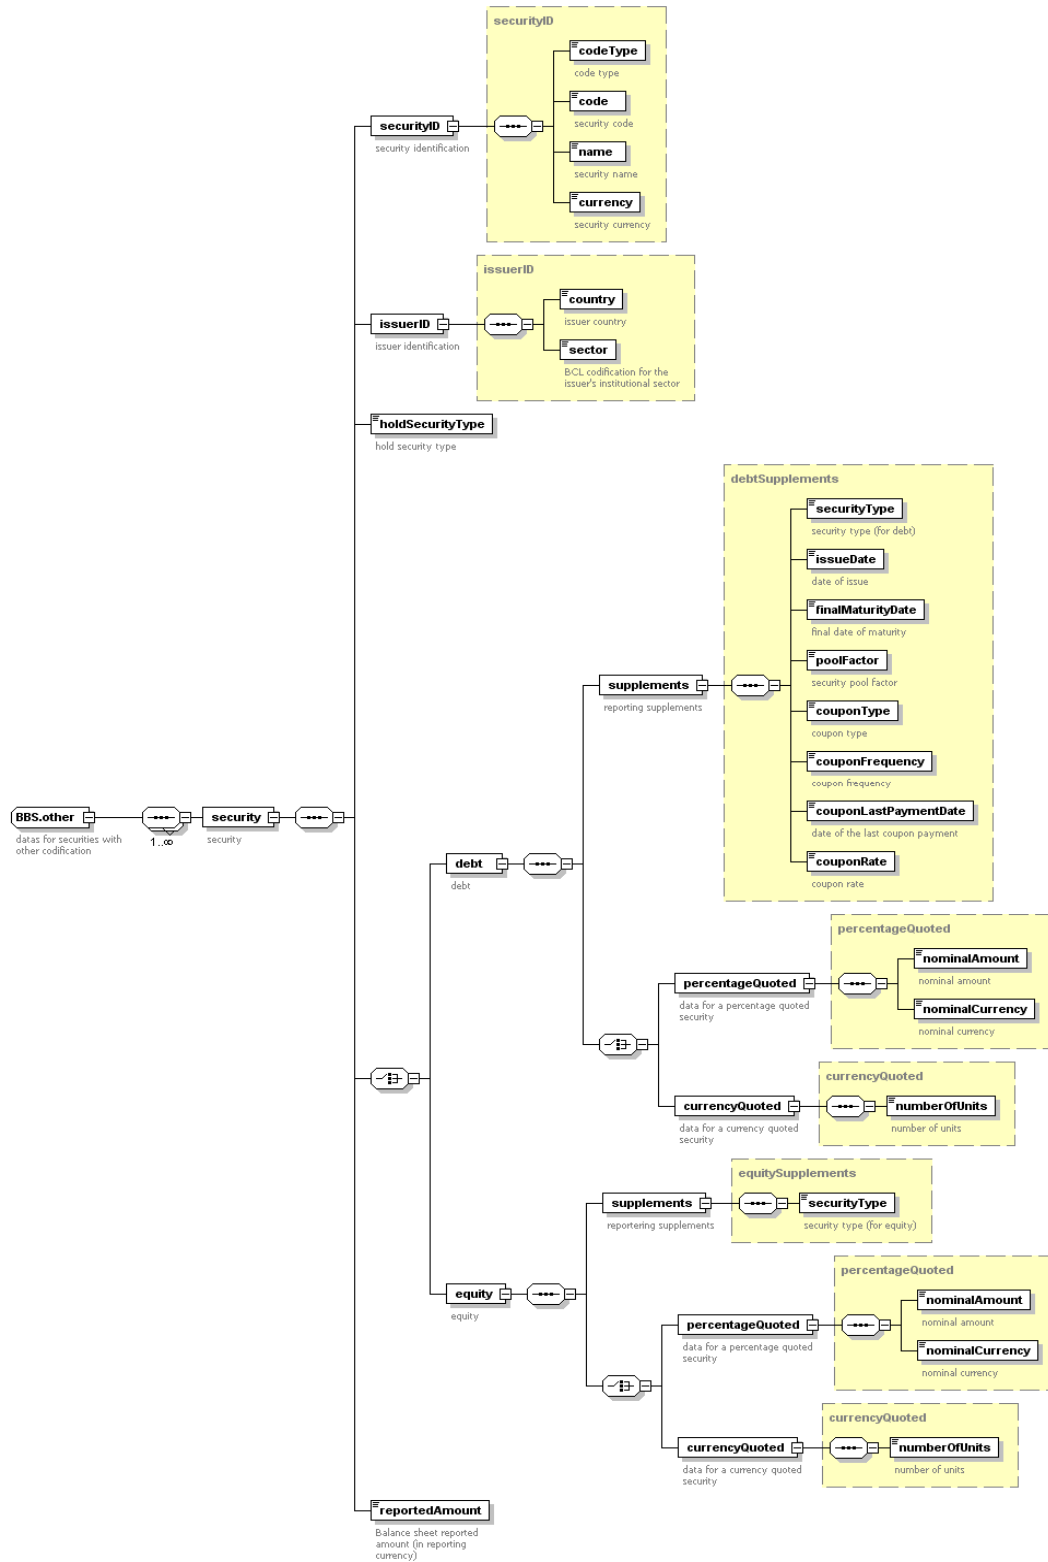 securityID
codeType
code type
code
security code
securityID
security identification
name
security name
currency
security currency
issuerID
country
issuer country
issuerID
issuer identification
sector
BCL codification for the
issuer's institutional sector
holdSecurityType
hold security type
debtSupplements
securityType
security type (for debt)
issueDate
date of issue
finalMaturityDate
final date of maturity
poolFactor
security pool factor
supplements
reporting supplements
couponType
coupon type
couponFrequency
coupon frequency
couponLastPaymentDate
date of the last coupon payment
couponRate
coupon rate
BBS.other
datas for securities with
other codification
1..∞
security
security
debt
debt
percentageQuoted
nominalAmount
nominal amount
percentageQuoted
data for a percentage quoted
security
nominalCurrency
nominal currency
currencyQuoted
currencyQuoted
data for a currency quoted
security
numberOfUnits
number of units
equitySupplements
supplements
reportering supplements
securityType
security type (for equity)
equity
equity
percentageQuoted
nominalAmount
nominal amount
percentageQuoted
data for a percentage quoted
security
nominalCurrency
nominal currency
currencyQuoted
currencyQuoted
data for a currency quoted
security
numberOfUnits
number of units
reportedAmount
Balance sheet reported
amount (in reporting
currency)